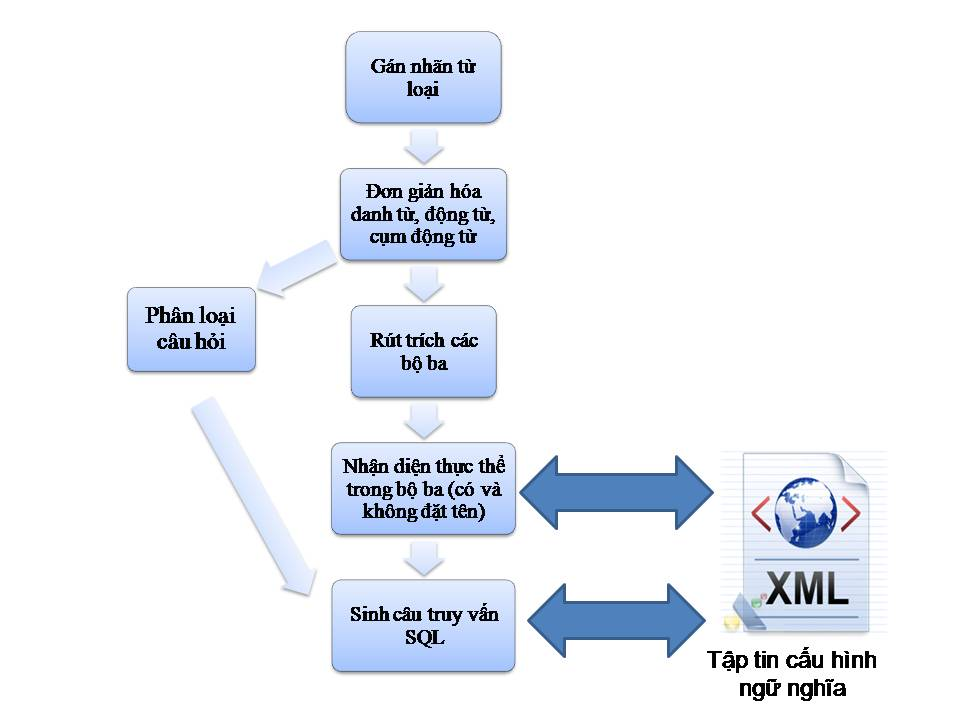 Gán nhãn từ
loại
Đơn giản hóa
danh từ, động từ,
cụm động từ
Phân loại
câu hỏi
Rút trích các
bộ ba
Nhận diện thực thể
trong bộ ba (có và
không đặt tên)
Sinh câu truy vấn
SQL
XML
Tập tin cấu hình
ngữ nghĩa